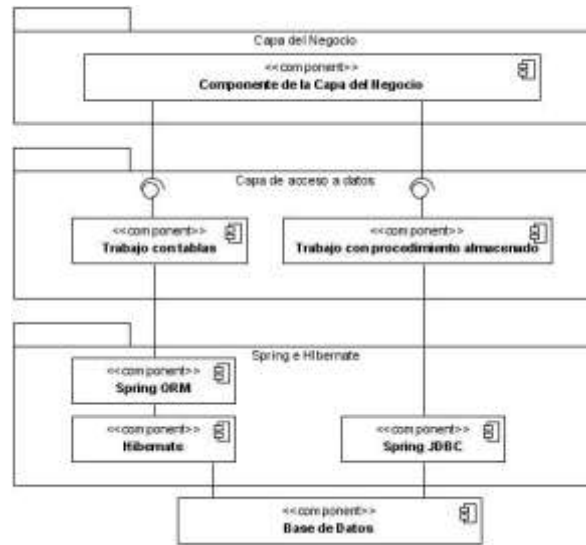 Capa del Negocio
<<component>>
Componente de la Capa del Negocio
Capa de acceso a datos
<<component>>
Trabajo con tablas
<<component>>
Trabajo con procedimiento almacenado
Spring e Hibernate
<<component>>
Spring ORM
<<component>>
Hibernate
<<component>>
Spring JDBC
<<component>>
Base de Datos